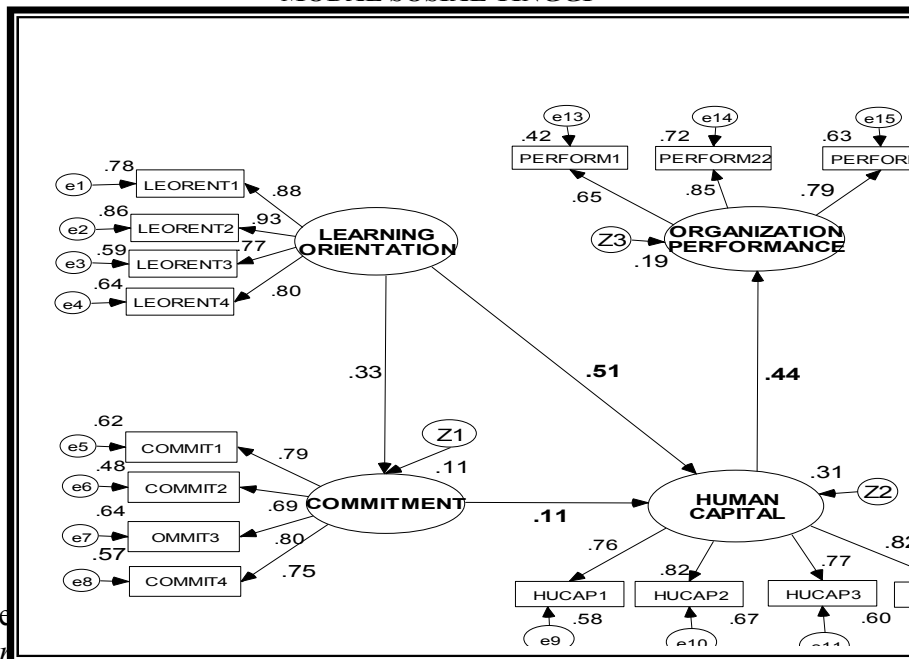 e13
e14
e15
.42
.72
.63
PERFORM1
PERFORM22
.78
e1
LEORENT1
.88
.65
.85
.79
.86
e2
LEORENT2
.93
LEARNING
ORIENTATION
ORGANIZATION
PERFORMANCE
Z3
.19
.59
e3
LEORENT3
.77
.64
e4
LEORENT4
.80
.33
.51
.44
.62
e5
COMMIT1
.79
Z1
.11
.48
e6
COMMIT2
.69
COMMITMENT
.11
HUMAN
CAPITAL
.31
Z2
.64
e7
OMMIT3
.80
.57
e8
COMMIT4
.75
.76
.82
.77
.82
HUCAP1
HUCAP2
HUCAP3
e9
.58
e10
.67
e11
.60